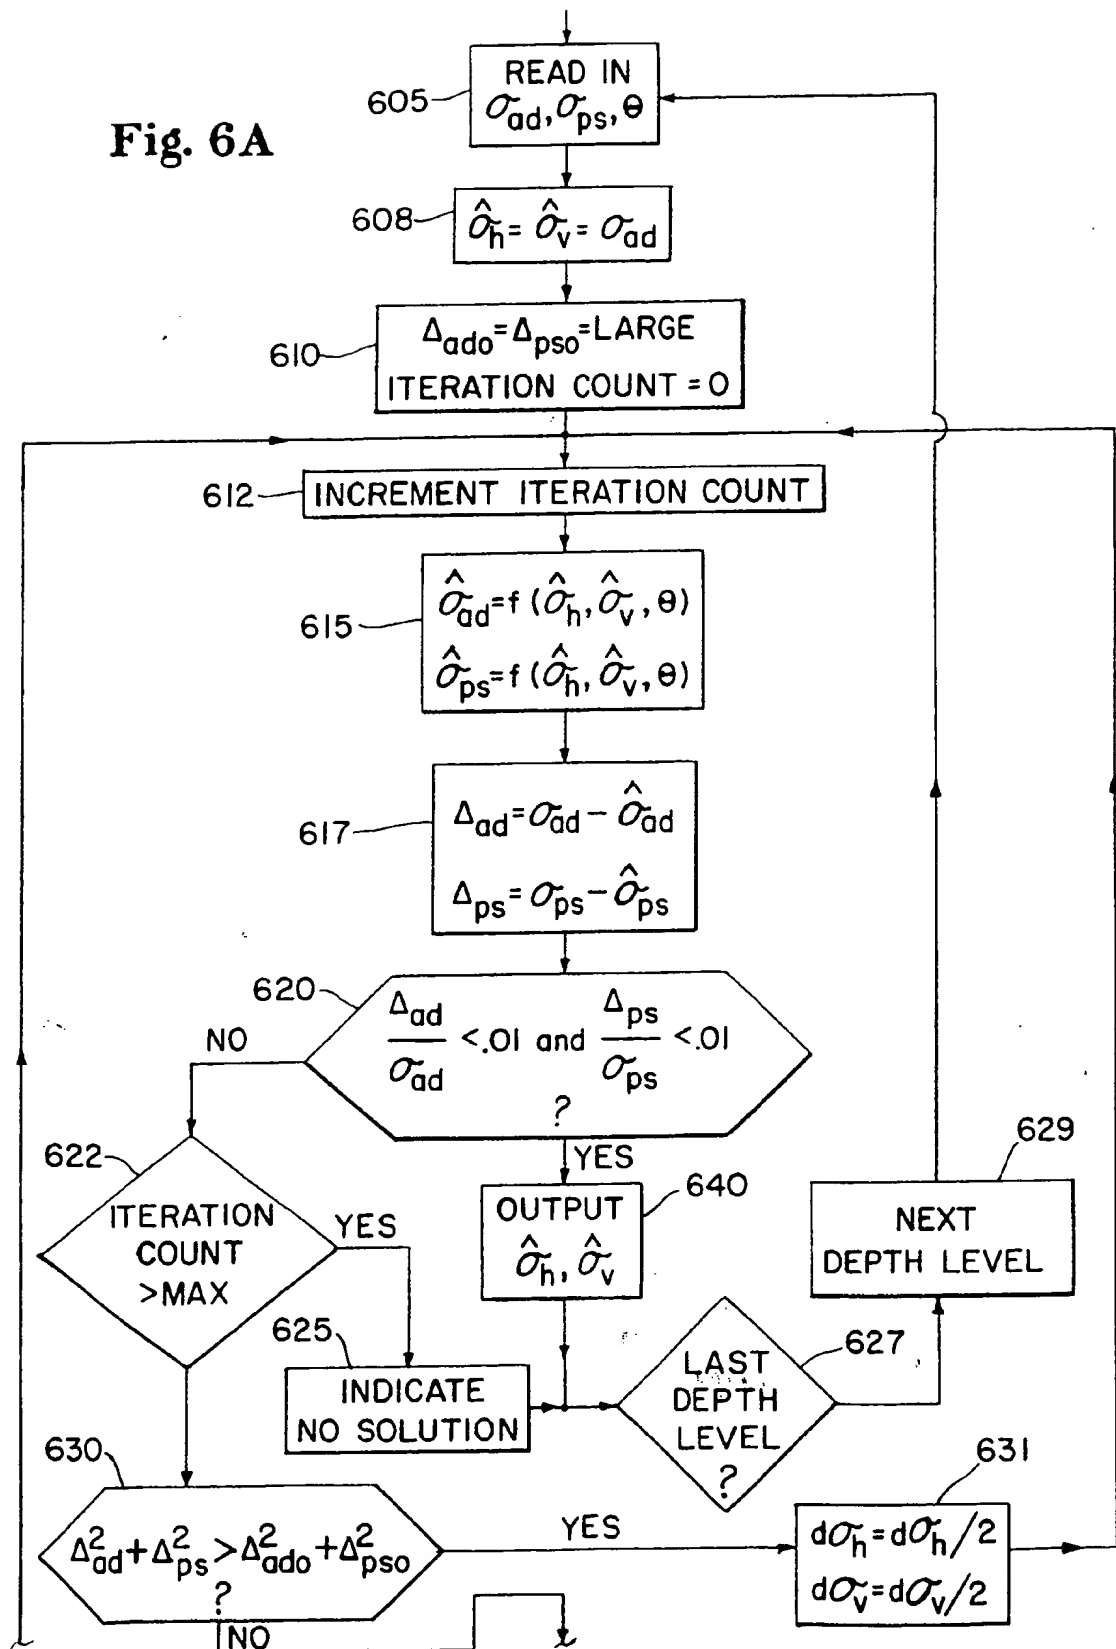 Fig. 6A
605
READ IN
σad, σps, θ
608
σ̂h = σ̂v = σad
610
Δado = Δpso = LARGE
ITERATION COUNT = 0
612
INCREMENT ITERATION COUNT
615
σ̂ad = f (σ̂h, σ̂v, θ)
σ̂ps = f (σ̂h, σ̂v, θ)
617
Δad = σad - σ̂ad
Δps = σps - σ̂ps
620
Δad/σad <.01 and Δps/σps <.01
?
NO
YES
622
ITERATION
COUNT
>MAX
YES
640
OUTPUT
σ̂h, σ̂v
629
NEXT
DEPTH LEVEL
625
INDICATE
NO SOLUTION
627
LAST
DEPTH
LEVEL
?
630
Δ²ad + Δ²ps > Δ²ado + Δ²pso
?
YES
NO
631
dσh = dσh/2
dσv = dσv/2